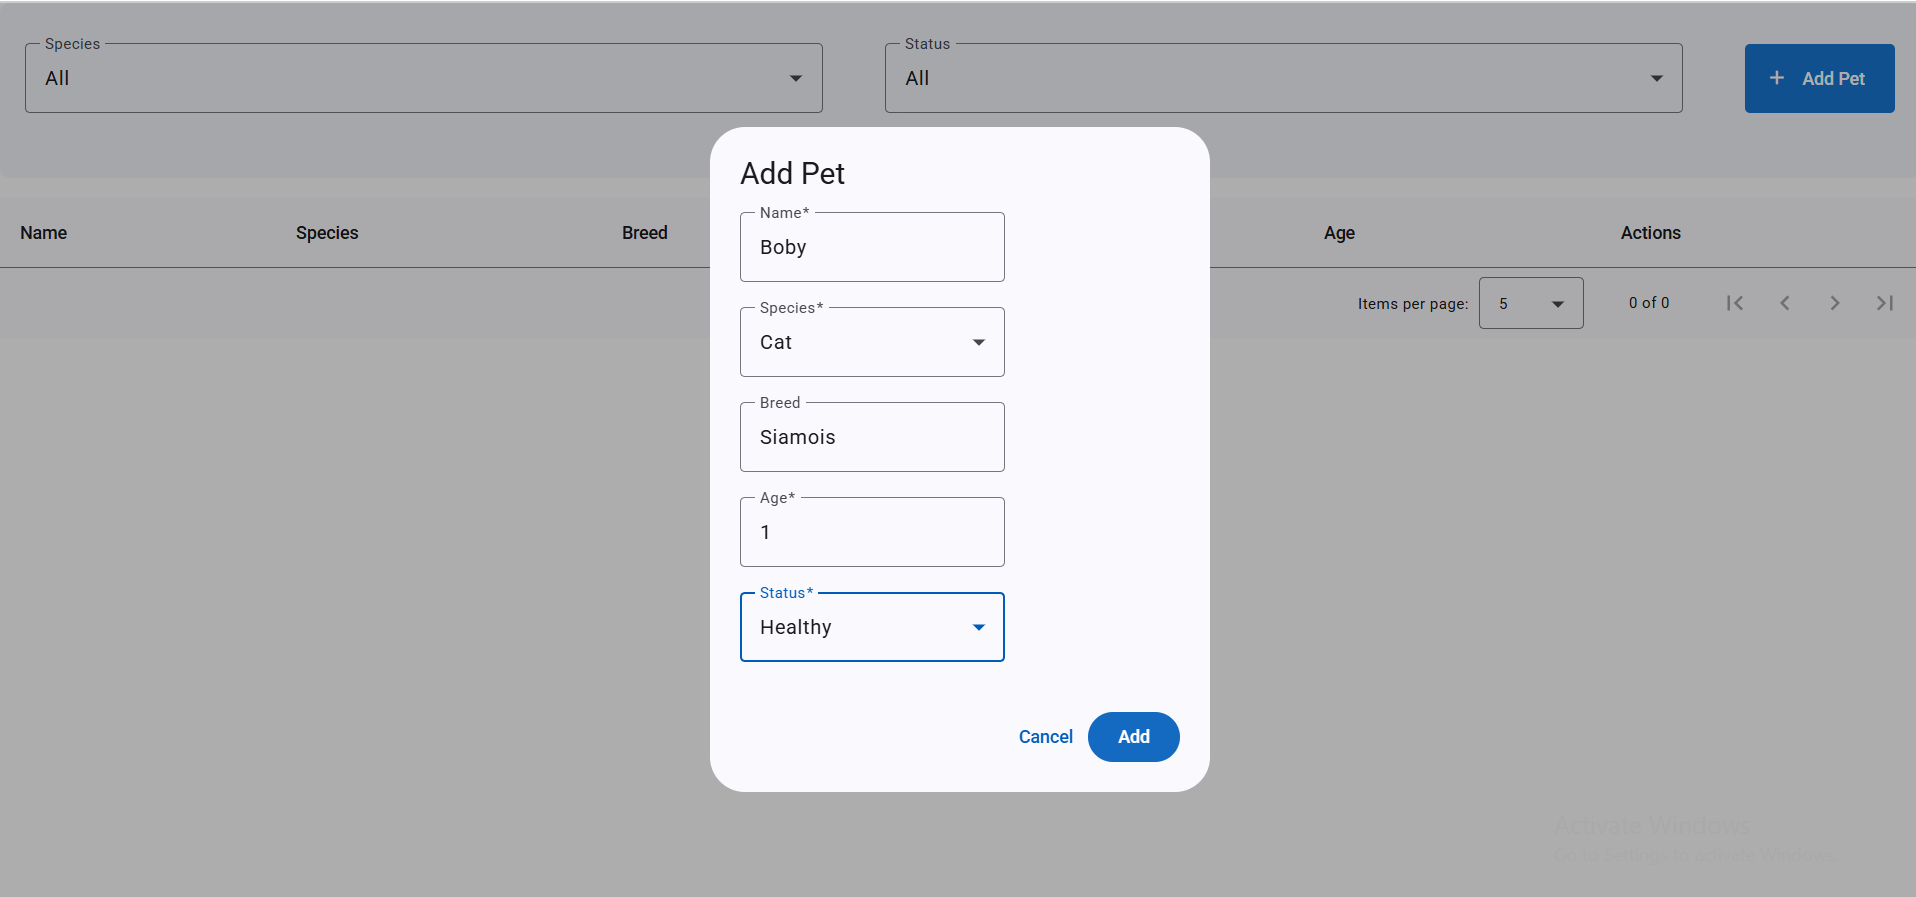 Species
Status
All
All
+ Add Pet
Name
Species
Breed
Age
Actions
Items per page:
5
0 of 0
Add Pet
Name*
Boby
Species*
Cat
Breed
Siamois
Age*
1
Status*
Healthy
Cancel
Add
Activate Windows
Go to Settings to activate Windows.